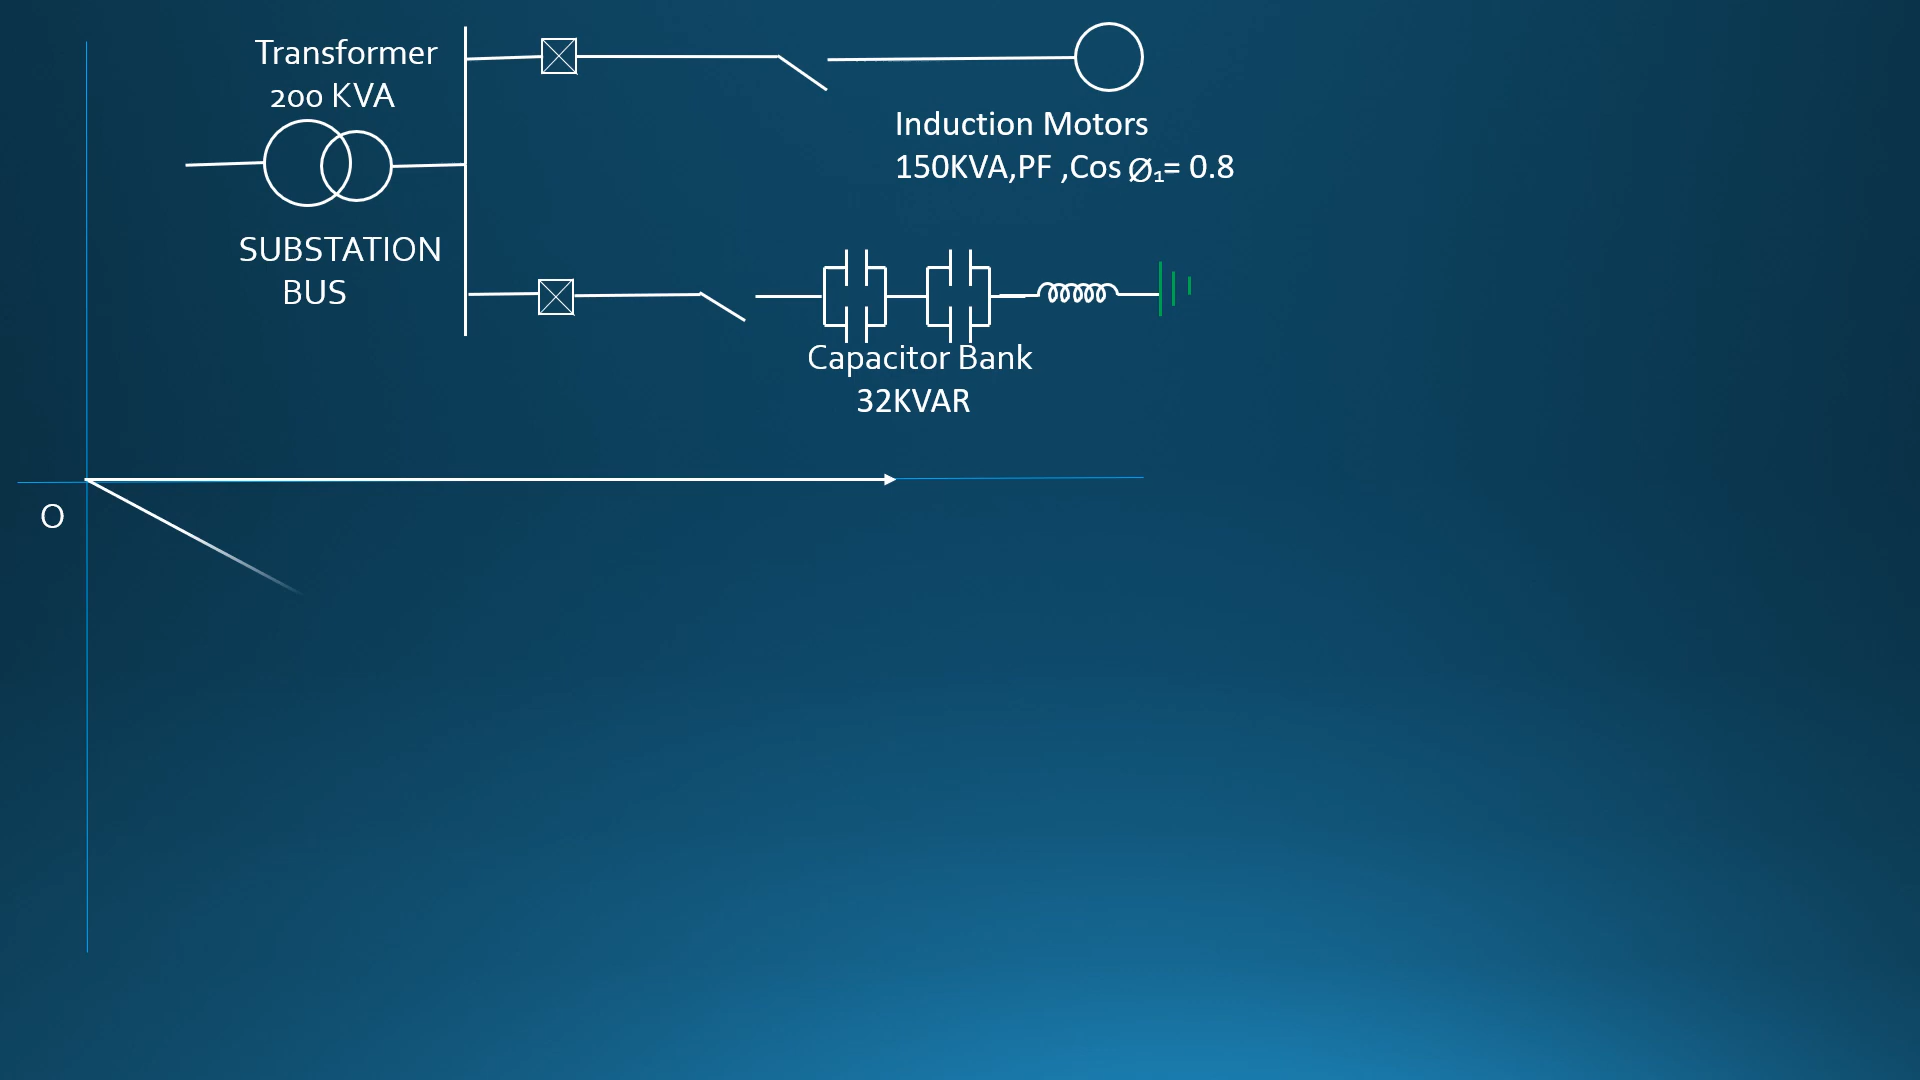 Transformer
200 KVA
SUBSTATION
BUS
Induction Motors
150KVA,PF ,Cos Ø₁= 0.8
Capacitor Bank
32KVAR
O